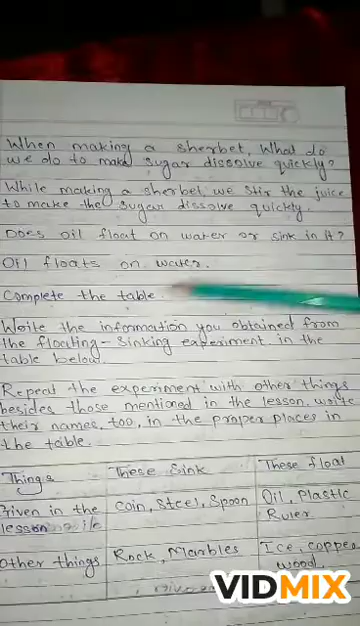 When making a sherbet, What do
we do to make sugar dissolve quickly?
While making a sherbet we stir the juice
to make the sugar dissolve quickly.
Does oil float on water or sink in it?
Oil floats on water.
Complete the table.
Write the information you obtained from
the floating - sinking experiment in the
table below.
Repeat the experiment with other things
besides those mentioned in the lesson, write
their names, too, in the proper places in
the table.
Things These Sink These float
Given in the Coin, Steel, Spoon Oil, Plastic
lesson Ruler
Other things Rock, Marbles Ice, copper
wood.
VIDMIX